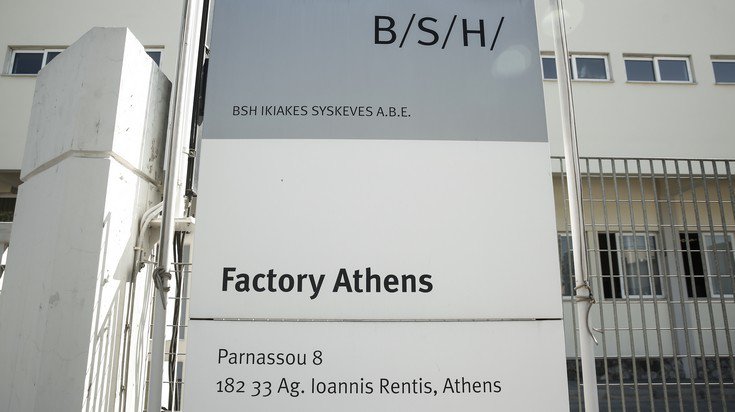 B/S/H/
BSH IKIAKES SYSKEVES A.B.E.
Factory Athens
Parnassou 8
182 33 Ag. Ioannis Rentis, Athens